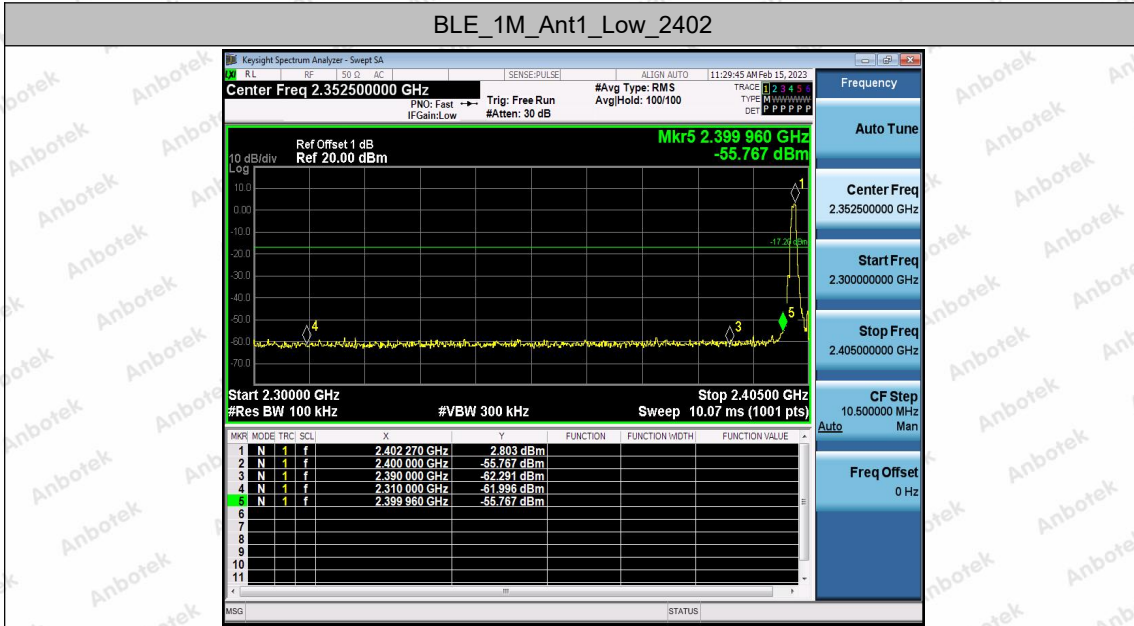 BLE_1M_Ant1_Low_2402
Keysight Spectrum Analyzer - Swept SA
LXI RL RF 50 Ω AC SENSE:PULSE ALIGN AUTO 11:29:45 AM Feb 15, 2023
Center Freq 2.352500000 GHz
PNO: Fast
IFGain:Low
Trig: Free Run
#Atten: 30 dB
#Avg Type: RMS
Avg|Hold: 100/100
TRACE 1 2 3 4 5 6
TYPE M WWWWW
DET P P P P P P
Mkr5 2.399 960 GHz
-55.767 dBm
Ref Offset 1 dB
10 dB/div Ref 20.00 dBm
Log
10.0
0.00
-10.0
-20.0
-30.0
-40.0
-50.0
-60.0
-70.0
1
-17.20 dBm
5
4
3
Start 2.30000 GHz Stop 2.40500 GHz
#Res BW 100 kHz #VBW 300 kHz Sweep 10.07 ms (1001 pts)
MKR MODE TRC SCL X Y FUNCTION FUNCTION WIDTH FUNCTION VALUE
1 N 1 f 2.402 270 GHz 2.803 dBm
2 N 1 f 2.400 000 GHz -55.767 dBm
3 N 1 f 2.390 000 GHz -62.291 dBm
4 N 1 f 2.310 000 GHz -61.996 dBm
5 N 1 f 2.399 960 GHz -55.767 dBm
6
7
8
9
10
11
MSG STATUS
Frequency
Auto Tune
Center Freq
2.352500000 GHz
Start Freq
2.300000000 GHz
Stop Freq
2.405000000 GHz
CF Step
10.500000 MHz
Auto Man
Freq Offset
0 Hz
Anbotek